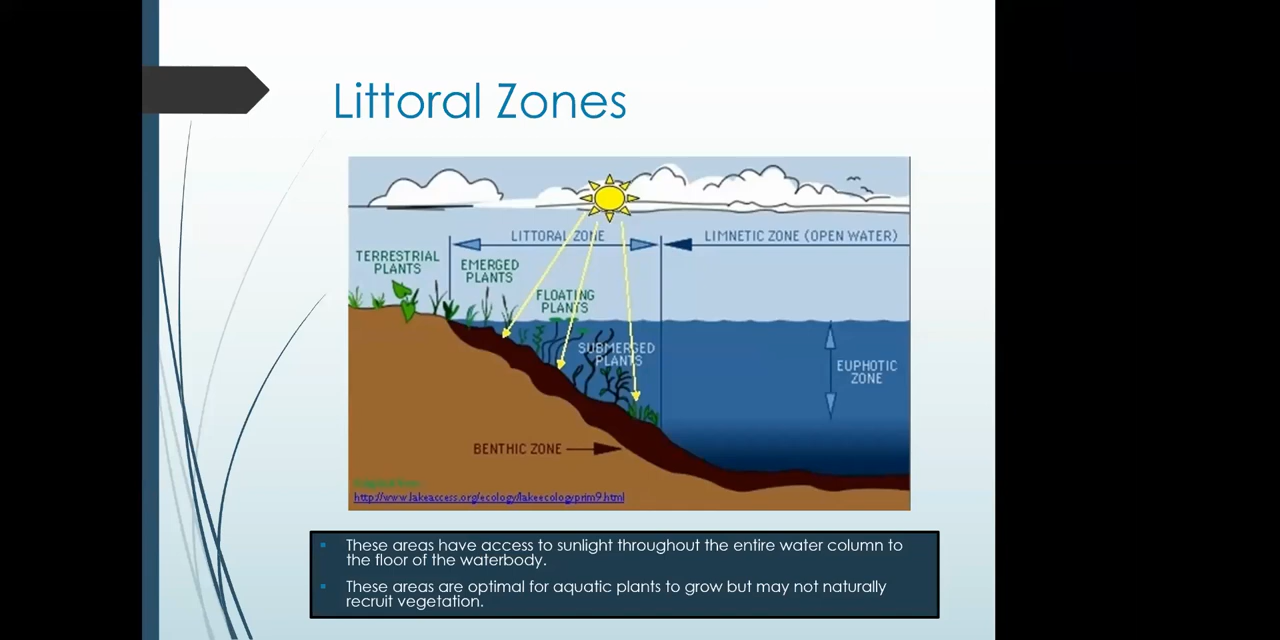 Littoral Zones
LITTORAL ZONE
LIMNETIC ZONE (OPEN WATER)
TERRESTRIAL
PLANTS
EMERGED
PLANTS
FLOATING
PLANTS
SUBMERGED
PLANTS
EUPHOTIC
ZONE
BENTHIC ZONE
http://www.lakeaccess.org/ecology/lakeecologyprim9.html
These areas have access to sunlight throughout the entire water column to
the floor of the waterbody.
These areas are optimal for aquatic plants to grow but may not naturally
recruit vegetation.